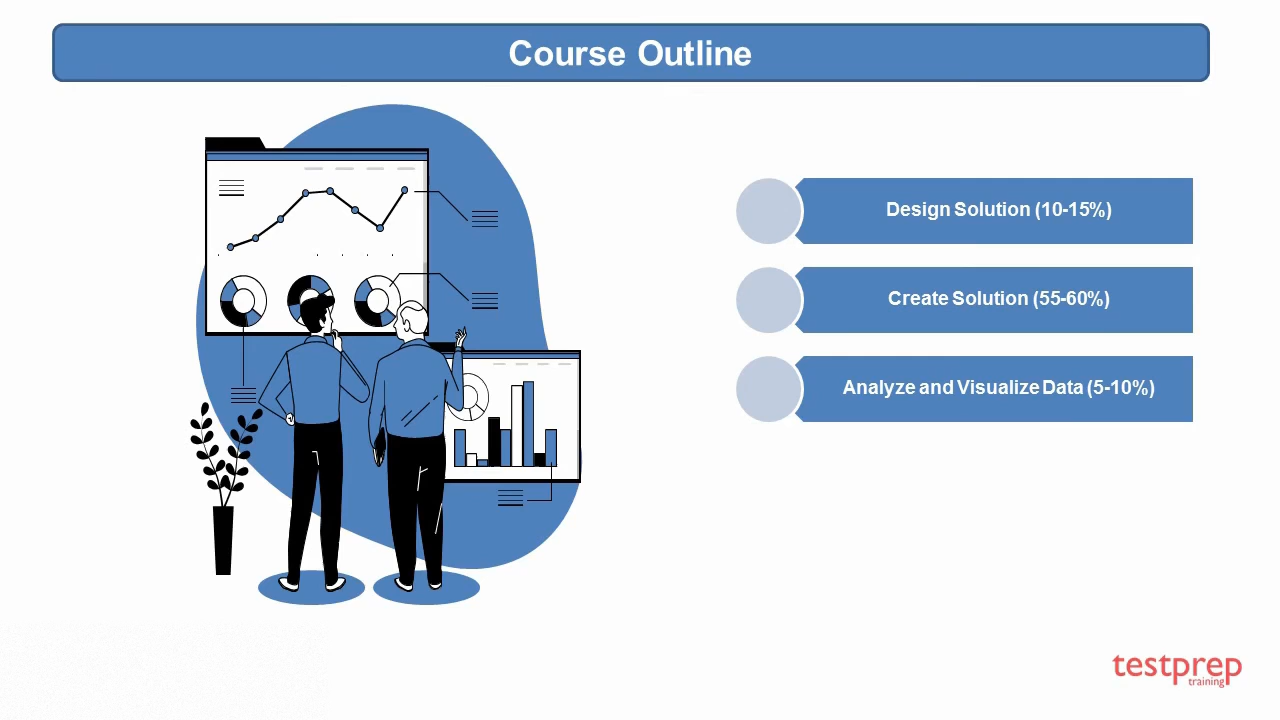 Course Outline
Design Solution (10-15%)
Create Solution (55-60%)
Analyze and Visualize Data (5-10%)
testprep
training